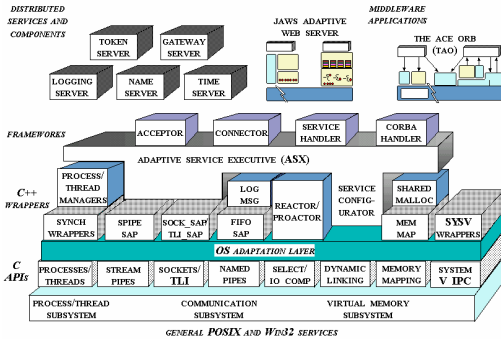 DISTRIBUTED
SERVICES AND
COMPONENTS
TOKEN
SERVER
GATEWAY
SERVER
LOGGING
SERVER
NAME
SERVER
TIME
SERVER
JAWS ADAPTIVE
WEB SERVER
MIDDLEWARE
APPLICATIONS
THE ACE ORB
(TAO)
FRAMEWORKS
ACCEPTOR
CONNECTOR
SERVICE
HANDLER
CORBA
HANDLER
ADAPTIVE SERVICE EXECUTIVE (ASX)
C++
WRAPPERS
PROCESS/
THREAD
MANAGERS
LOG
MSG
REACTOR/
PROACTOR
SERVICE
CONFIG-
URATOR
SHARED
MALLOC
SYNCH
WRAPPERS
SPIPE
SAP
SOCK_SAP/
TLI_SAP
FIFO
SAP
MEM
MAP
SYSV
WRAPPERS
OS ADAPTATION LAYER
C
APIS
PROCESSES/
THREADS
STREAM
PIPES
SOCKETS/
TLI
NAMED
PIPES
SELECT/
IO COMP
DYNAMIC
LINKING
MEMORY
MAPPING
SYSTEM
V IPC
PROCESS/THREAD
SUBSYSTEM
COMMUNICATION
SUBSYSTEM
VIRTUAL MEMORY
SUBSYSTEM
GENERAL POSIX AND WIN32 SERVICES